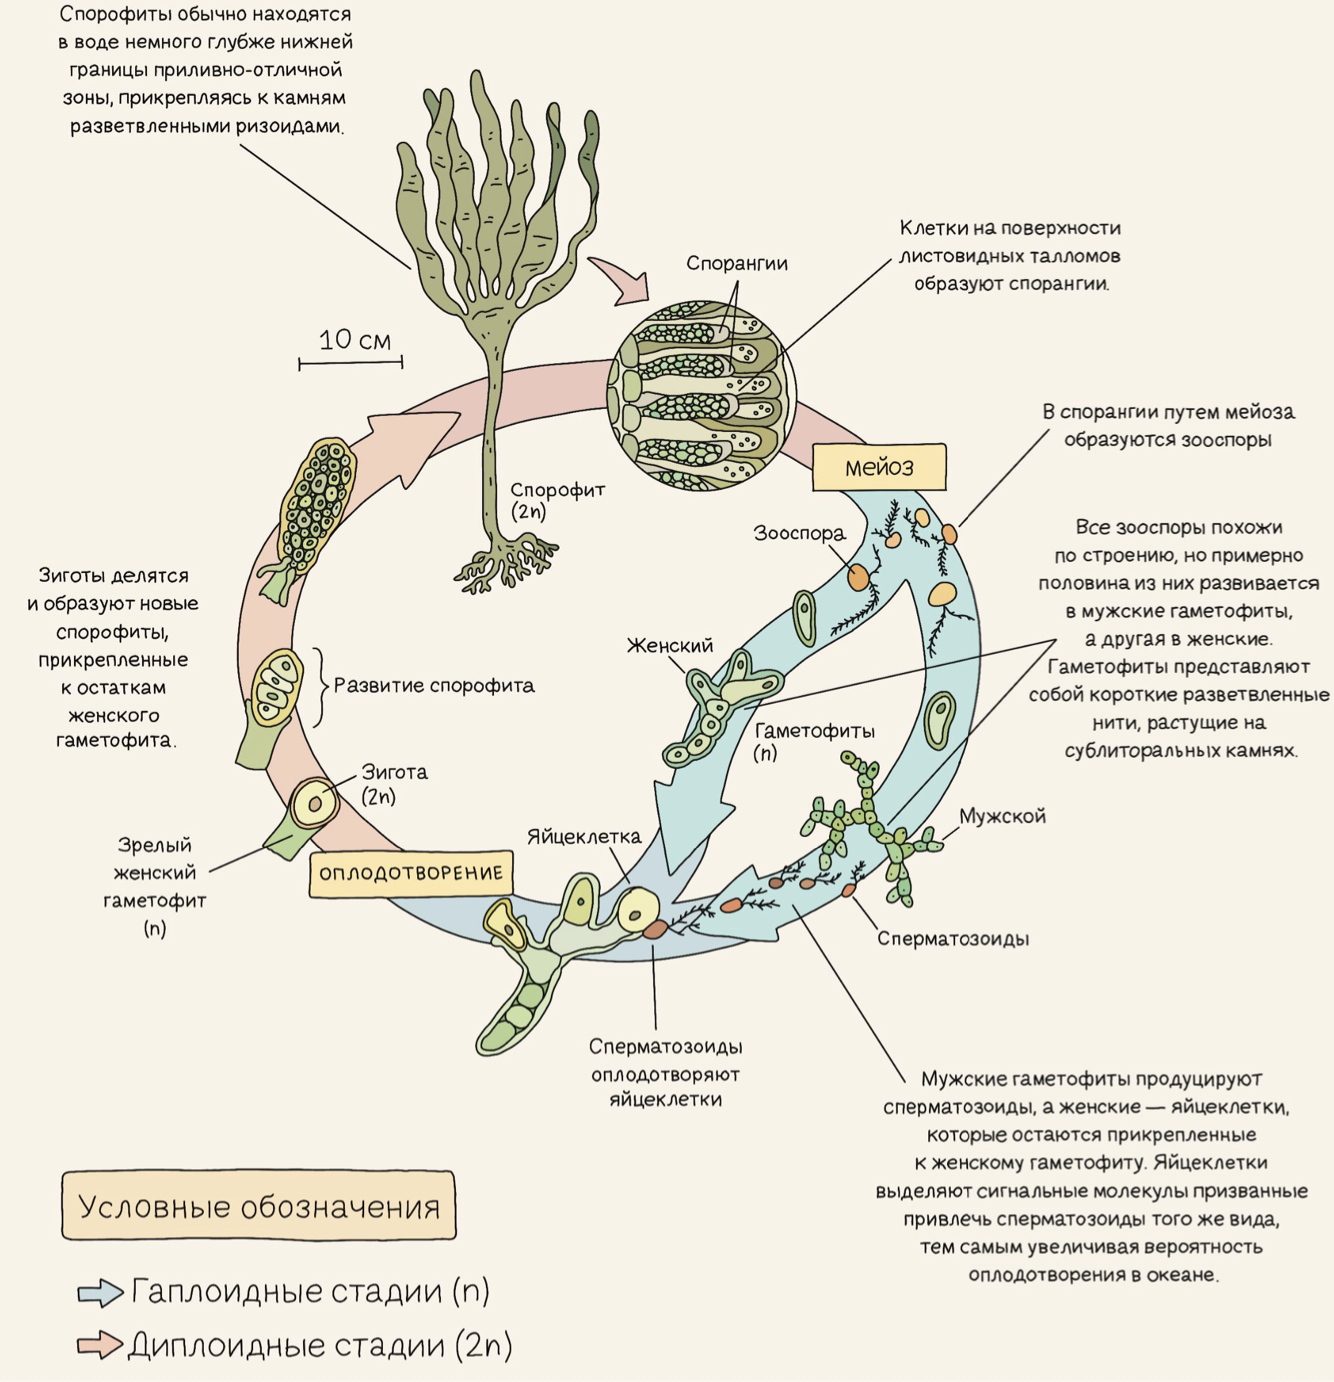 Спорофиты обычно находятся
в воде немного глубже нижней
границы приливно-отличной
зоны, прикрепляясь к камням
разветвленными ризоидами.
Клетки на поверхности
листовидных талломов
образуют спорангии.
Спорангии
10 см
В спорангии путем мейоза
образуются зооспоры
мейоз
Спорофит
(2n)
Зооспора
Все зооспоры похожи
по строению, но примерно
половина из них развивается
в мужские гаметофиты,
а другая в женские.
Гаметофиты представляют
собой короткие разветвленные
нити, растущие на
сублиторальных камнях.
Зиготы делятся
и образуют новые
спорофиты,
прикрепленные
к остаткам
женского
гаметофита.
Женский
Развитие спорофита
Гаметофиты
(n)
Зигота
(2n)
Мужской
Яйцеклетка
Зрелый
женский
гаметофит
(n)
оплодотворение
Сперматозоиды
Сперматозоиды
оплодотворяют
яйцеклетки
Мужские гаметофиты продуцируют
сперматозоиды, а женские — яйцеклетки,
которые остаются прикрепленные
к женскому гаметофиту. Яйцеклетки
выделяют сигнальные молекулы призванные
привлечь сперматозоиды того же вида,
тем самым увеличивая вероятность
оплодотворения в океане.
Условные обозначения
Гаплоидные стадии (n)
Диплоидные стадии (2n)